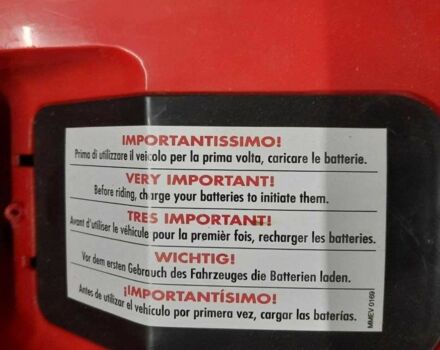 IMPORTANTISSIMO!
Prima di utilizzare il veicolo per la prima volta, caricare le batterie.
VERY IMPORTANT!
Before riding, charge your batteries to initiate them.
TRES IMPORTANT!
Avant d'utiliser le véhicule pour la premièr fois, recharger les batteries.
WICHTIG!
Vor dem ersten Gebrauch des Fahrzeuges die Batterien laden.
¡IMPORTANTÍSIMO!
Antes de utilizar el vehículo por primera vez, cargar las baterías.
MMEV 0169